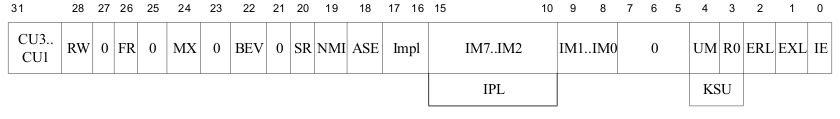 31 28 27 26 25 24 23 22 21 20 19 18 17 16 15 10 9 8 7 6 5 4 3 2 1 0
CU3..
CU1 RW 0 FR 0 MX 0 BEV 0 SR NMI ASE Impl IM7..IM2 IM1..IM0 0 UM R0 ERL EXL IE
IPL KSU